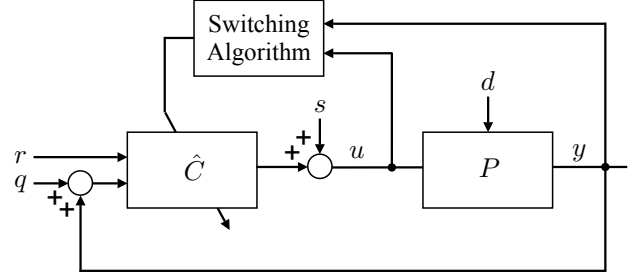 Switching
Algorithm
d
s
+
+
u
y
r
Ĉ
P
q
+
+